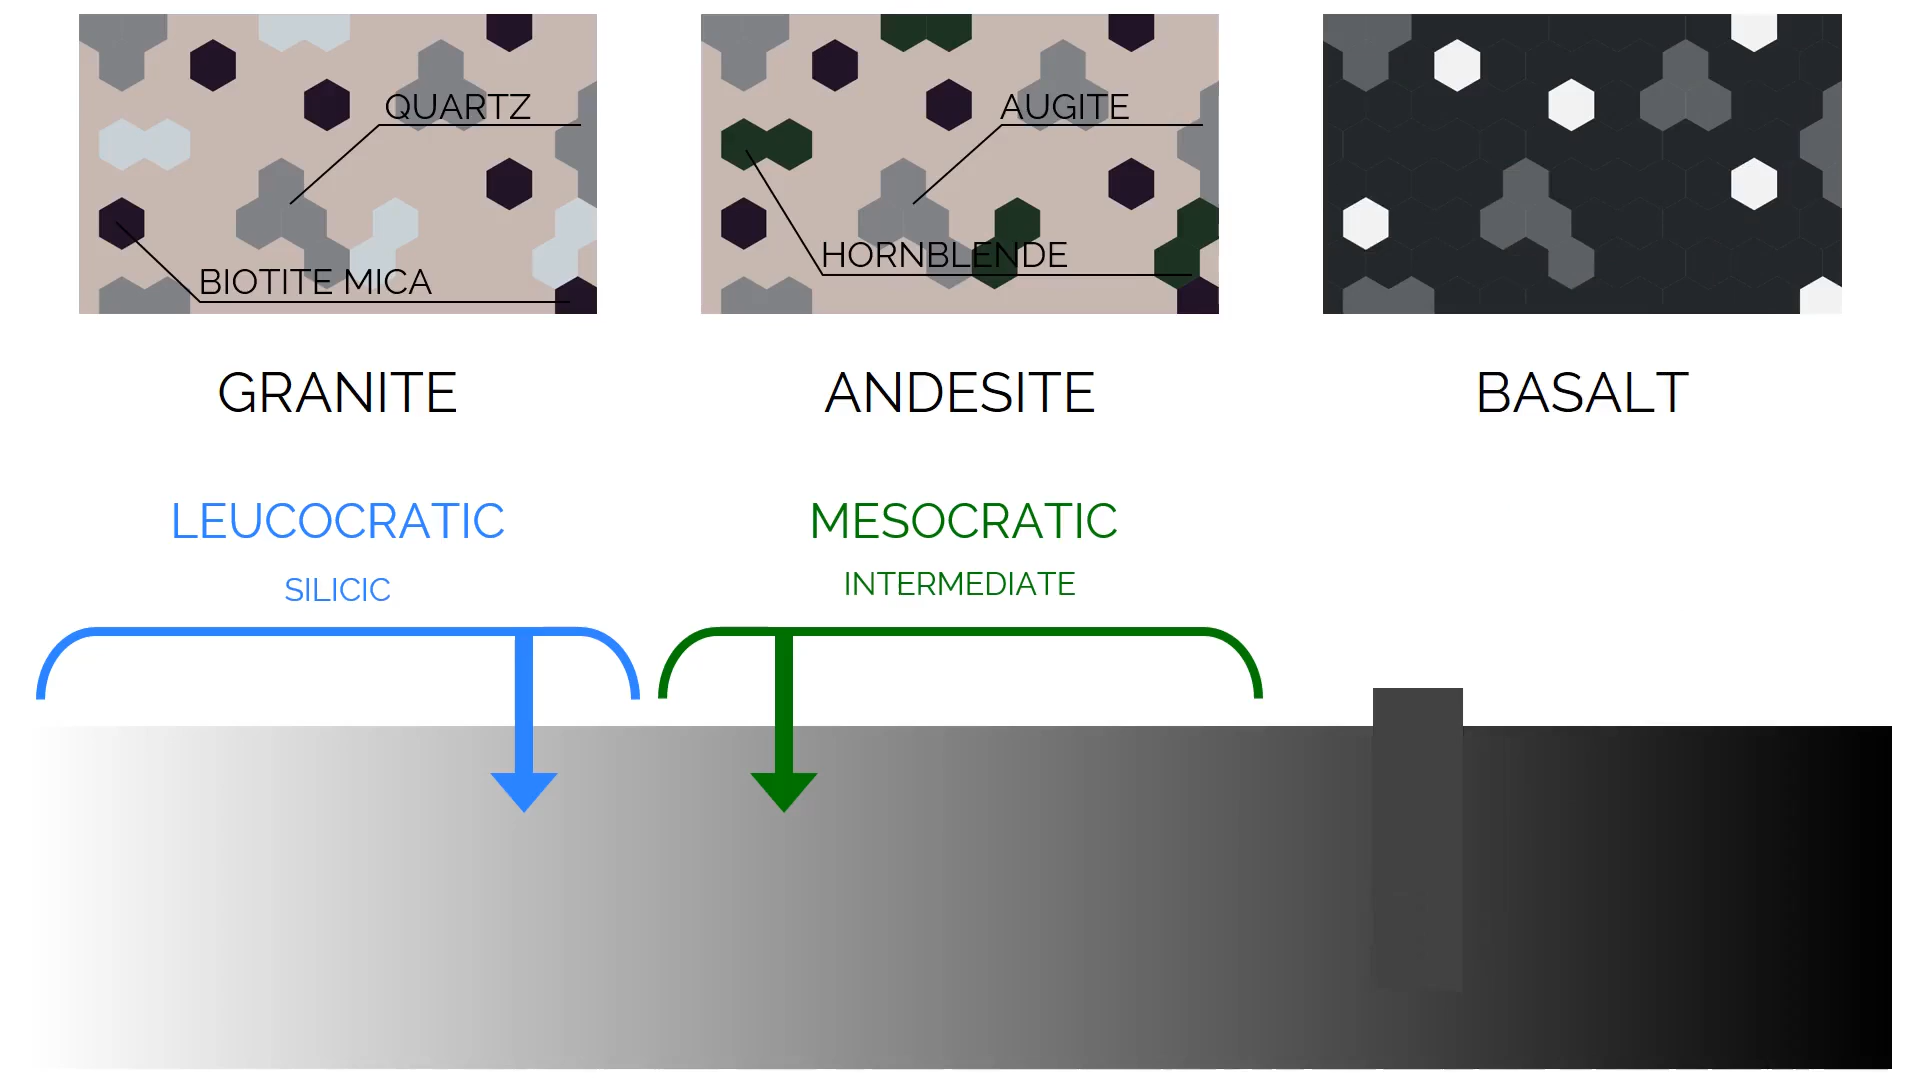 QUARTZ
BIOTITE MICA
AUGITE
HORNBLENDE
GRANITE
ANDESITE
BASALT
LEUCOCRATIC
SILICIC
MESOCRATIC
INTERMEDIATE